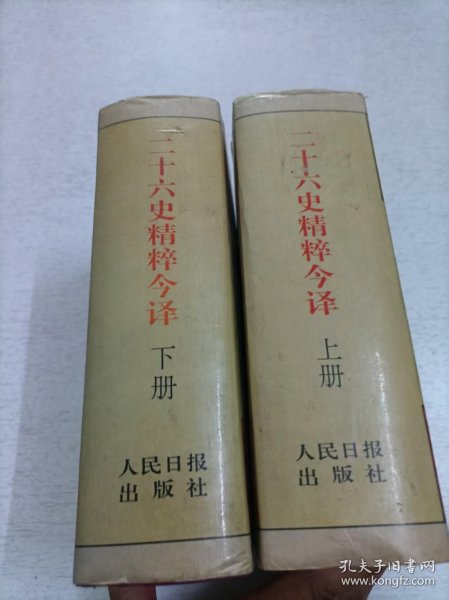 二十六史精粹今译
下册
人民日报
出版社
二十六史精粹今译
上册
人民日报
出版社
孔夫子旧书网
www.kongfz.com